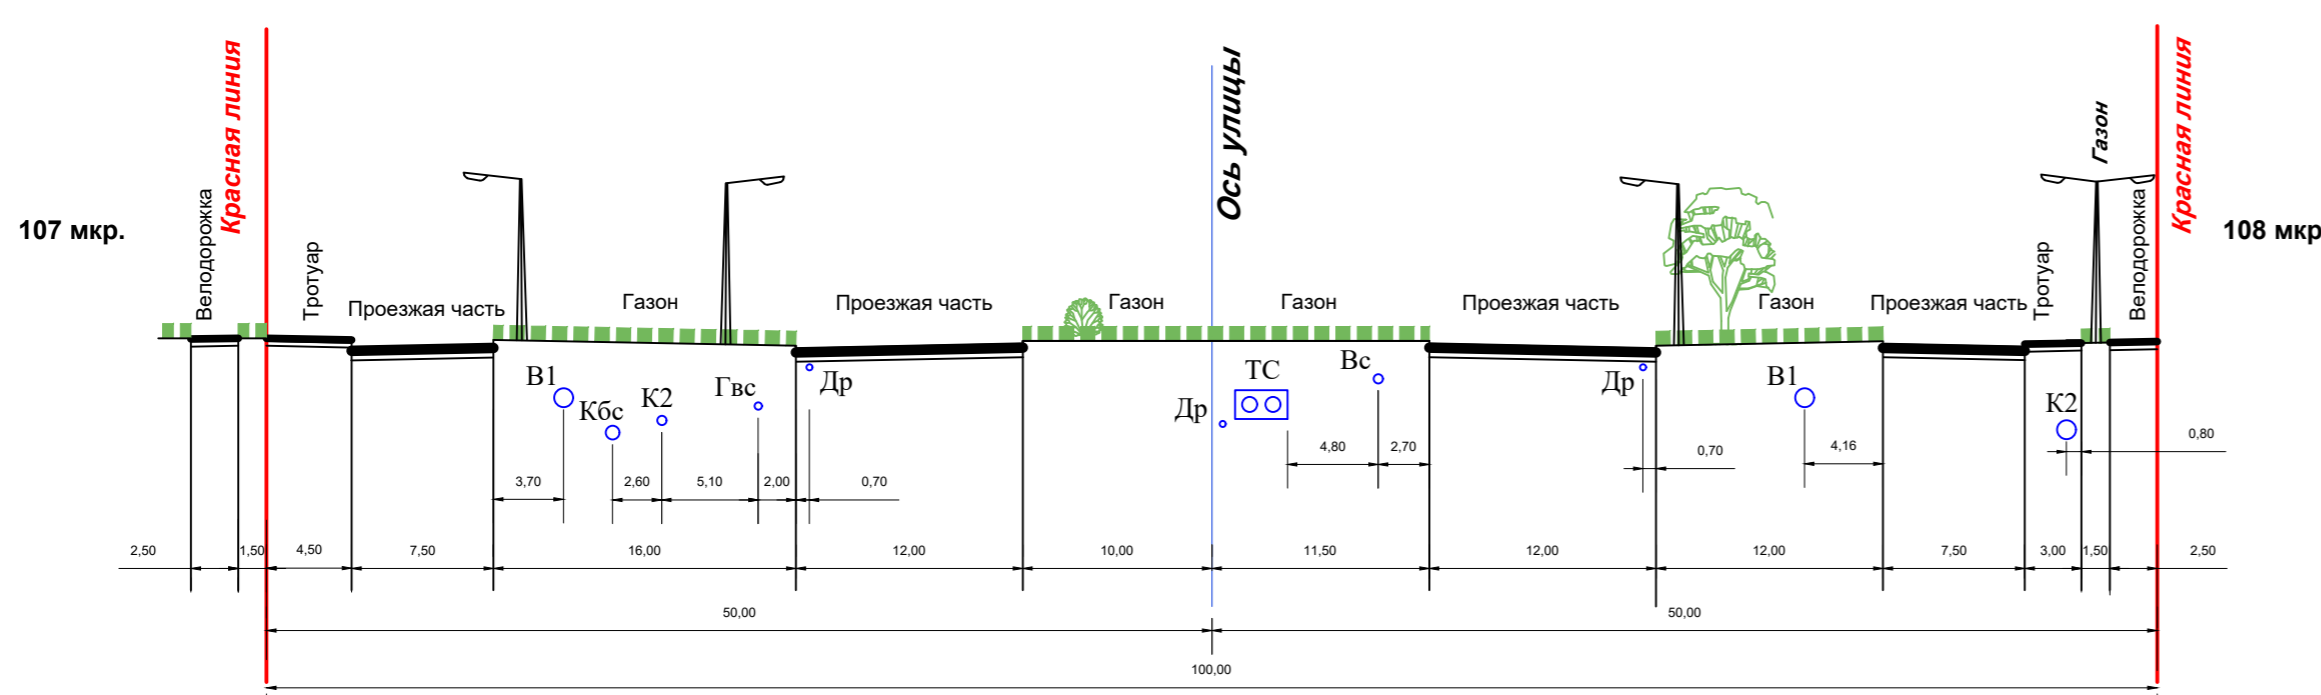 107 мкр.
Велодорожка
Красная линия
Тротуар
Проезжая часть
Газон
Проезжая часть
Газон
Ось улицы
Газон
Проезжая часть
Газон
Проезжая часть
Тротуар
Газон
Велодорожка
Красная линия
108 мкр
В1
Кбс
К2
Гвс
Др
Др
ТС
Вс
Др
В1
К2
3,70
2,60
5,10
2,00
0,70
4,80
2,70
0,70
4,16
0,80
2,50
1,50
4,50
7,50
16,00
12,00
10,00
11,50
12,00
12,00
7,50
3,00
1,50
2,50
50,00
50,00
100,00